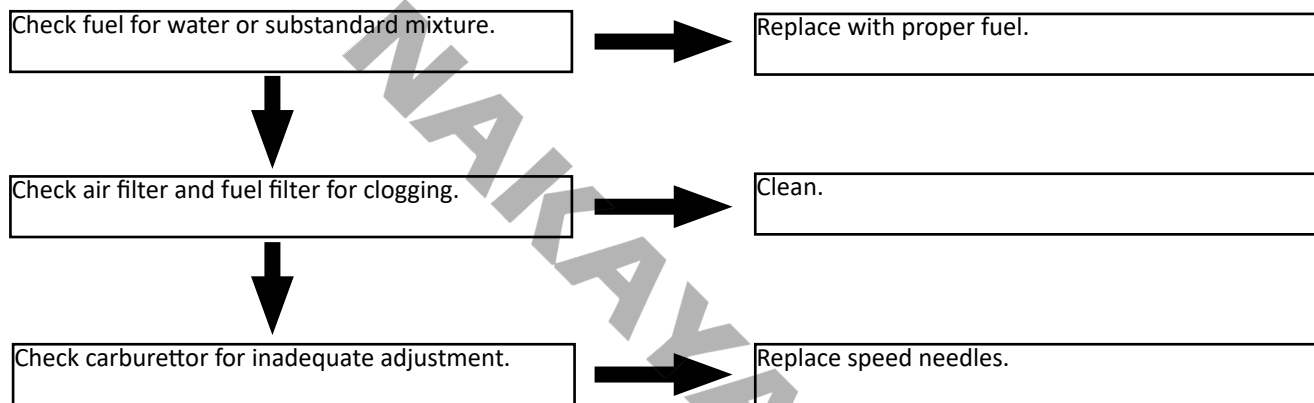 Check fuel for water or substandard mixture.
Replace with proper fuel.
Check air filter and fuel filter for clogging.
Clean.
Check carburettor for inadequate adjustment.
Replace speed needles.
NAKAYA